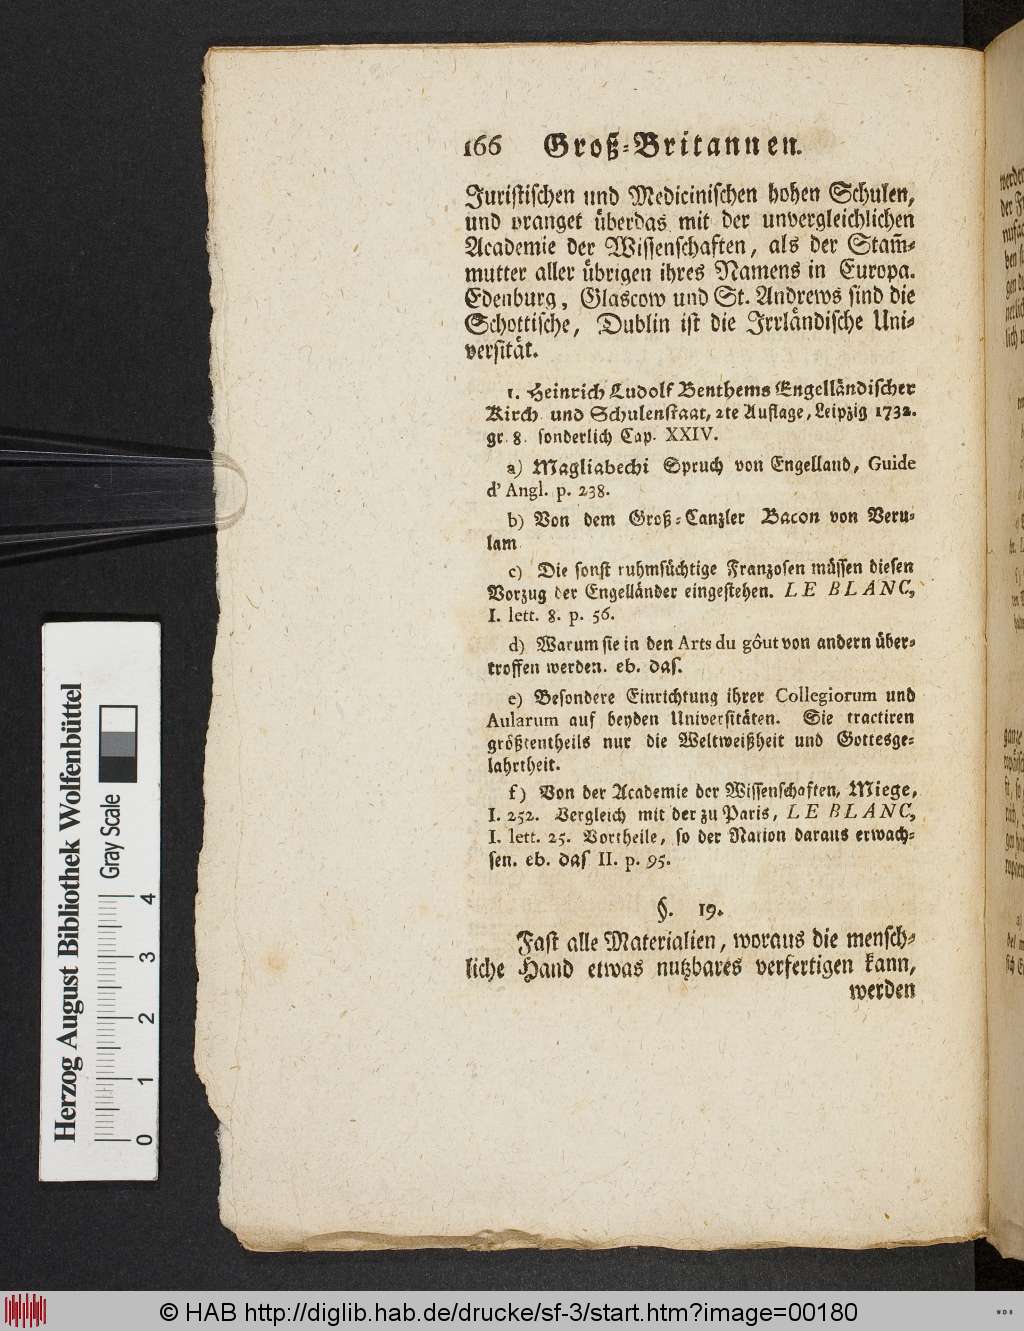 166 Groß-Britannen.
Juristischen und Medicinischen hohen Schulen,
und pranget überdas mit der unvergleichlichen
Academie der Wissenschaften, als der Stam̅-
mutter aller übrigen ihres Namens in Europa.
Edenburg, Glascow und St. Andrews sind die
Schottische, Dublin ist die Irrländische Uni-
versität.
1. Heinrich Ludolf Benthems Engelländischer
Kirch und Schulenstaat, 2te Auflage, Leipzig 1732.
gr. 8. sonderlich Cap. XXIV.
a) Magliabechi Spruch von Engelland, Guide
d' Angl. p. 238.
b) Von dem Groß-Canzler Bacon von Veru-
lam
c) Die sonst ruhmsüchtige Franzosen müssen diesen
Vorzug der Engelländer eingestehen. LE BLANC,
I. lett. 8. p. 56.
d) Warum sie in den Arts du gôut von andern über-
troffen werden. eb. das.
e) Besondere Einrichtung ihrer Collegiorum und
Aularum auf beyden Universitäten. Sie tractiren
größtentheils nur die Weltweißheit und Gottesge-
lahrtheit.
f) Von der Academie der Wissenschaften, Miege,
I. 252. Vergleich mit der zu Paris, LE BLANC,
I. lett. 25. Vortheile, so der Nation daraus erwach-
sen. eb. das II. p. 95.
§. 19.
Fast alle Materialien, woraus die mensch-
liche Hand etwas nutzbares verfertigen kann,
werden
Herzog August Bibliothek Wolfenbüttel
Gray Scale
0 1 2 3 4
© HAB http://diglib.hab.de/drucke/sf-3/start.htm?image=00180